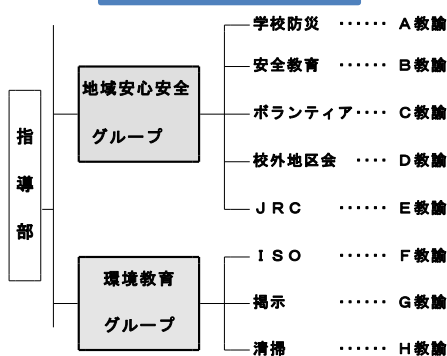 指導部
地域安心安全
グループ
学校防災 ‥‥‥ A教諭
安全教育 ‥‥‥ B教諭
ボランティア‥‥ C教諭
校外地区会 ‥‥ D教諭
JRC ‥‥‥ E教諭
環境教育
グループ
ISO ‥‥‥ F教諭
掲示 ‥‥‥ G教諭
清掃 ‥‥‥ H教諭